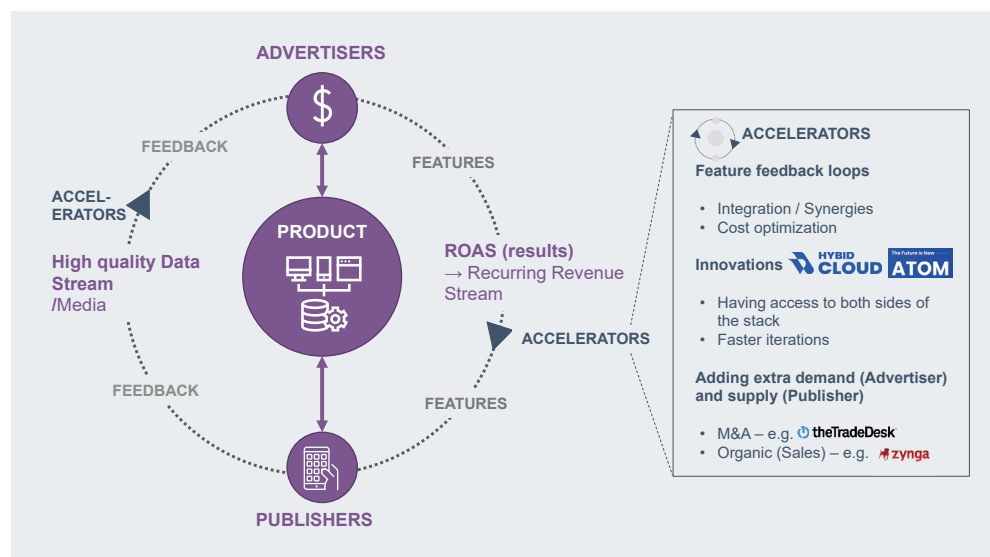 ADVERTISERS
$
FEEDBACK
FEATURES
ACCEL-
ERATORS
PRODUCT
High quality Data
Stream
/Media
ROAS (results)
→ Recurring Revenue
Stream
ACCELERATORS
FEEDBACK
FEATURES
PUBLISHERS
ACCELERATORS
Feature feedback loops
• Integration / Synergies
• Cost optimization
Innovations
HYBID
CLOUD
The Future Is Now
ATOM
• Having access to both sides of
the stack
• Faster iterations
Adding extra demand (Advertiser)
and supply (Publisher)
• M&A – e.g. theTradeDesk
• Organic (Sales) – e.g. zynga